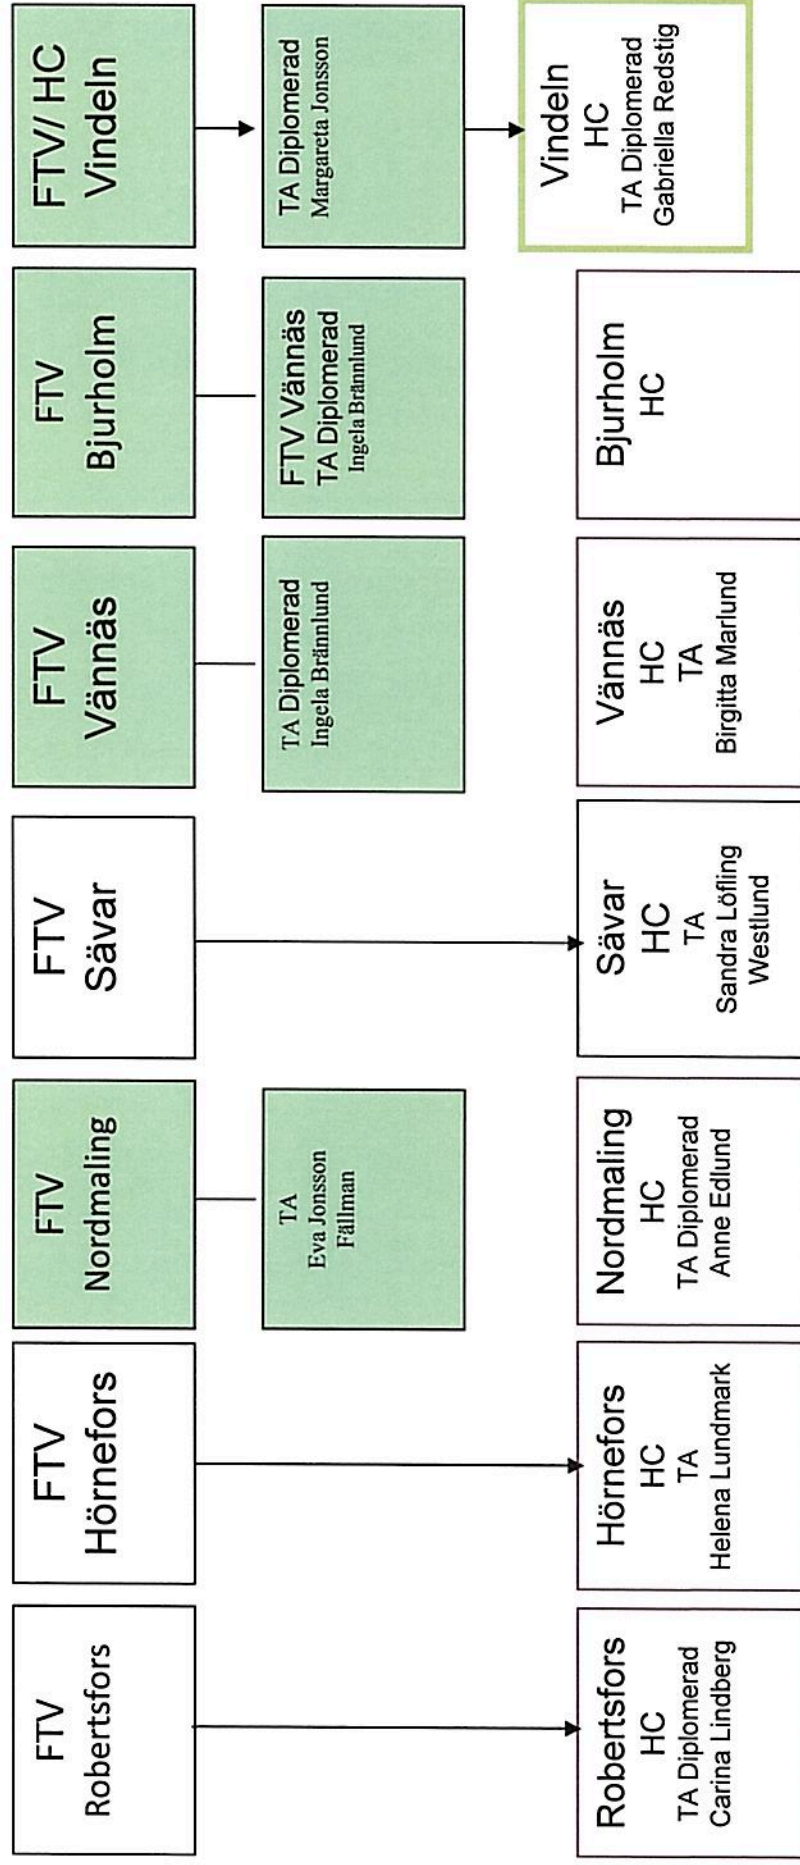 FTV
Robertsfors
FTV
Hörnefors
FTV
Nordmaling
FTV
Sävar
FTV
Vännäs
FTV
Bjurholm
FTV/ HC
Vindeln
TA
Eva Jonsson
Fällman
TA Diplomerad
Ingela Brännlund
FTV Vännäs
TA Diplomerad
Ingela Brännlund
TA Diplomerad
Margareta Jonsson
Robertsfors
HC
TA Diplomerad
Carina Lindberg
Hörnefors
HC
TA
Helena Lundmark
Nordmaling
HC
TA Diplomerad
Anne Edlund
Sävar
HC
TA
Sandra Löfling
Westlund
Vännäs
HC
TA
Birgitta Marlund
Bjurholm
HC
Vindeln
HC
TA Diplomerad
Gabriella Redstig